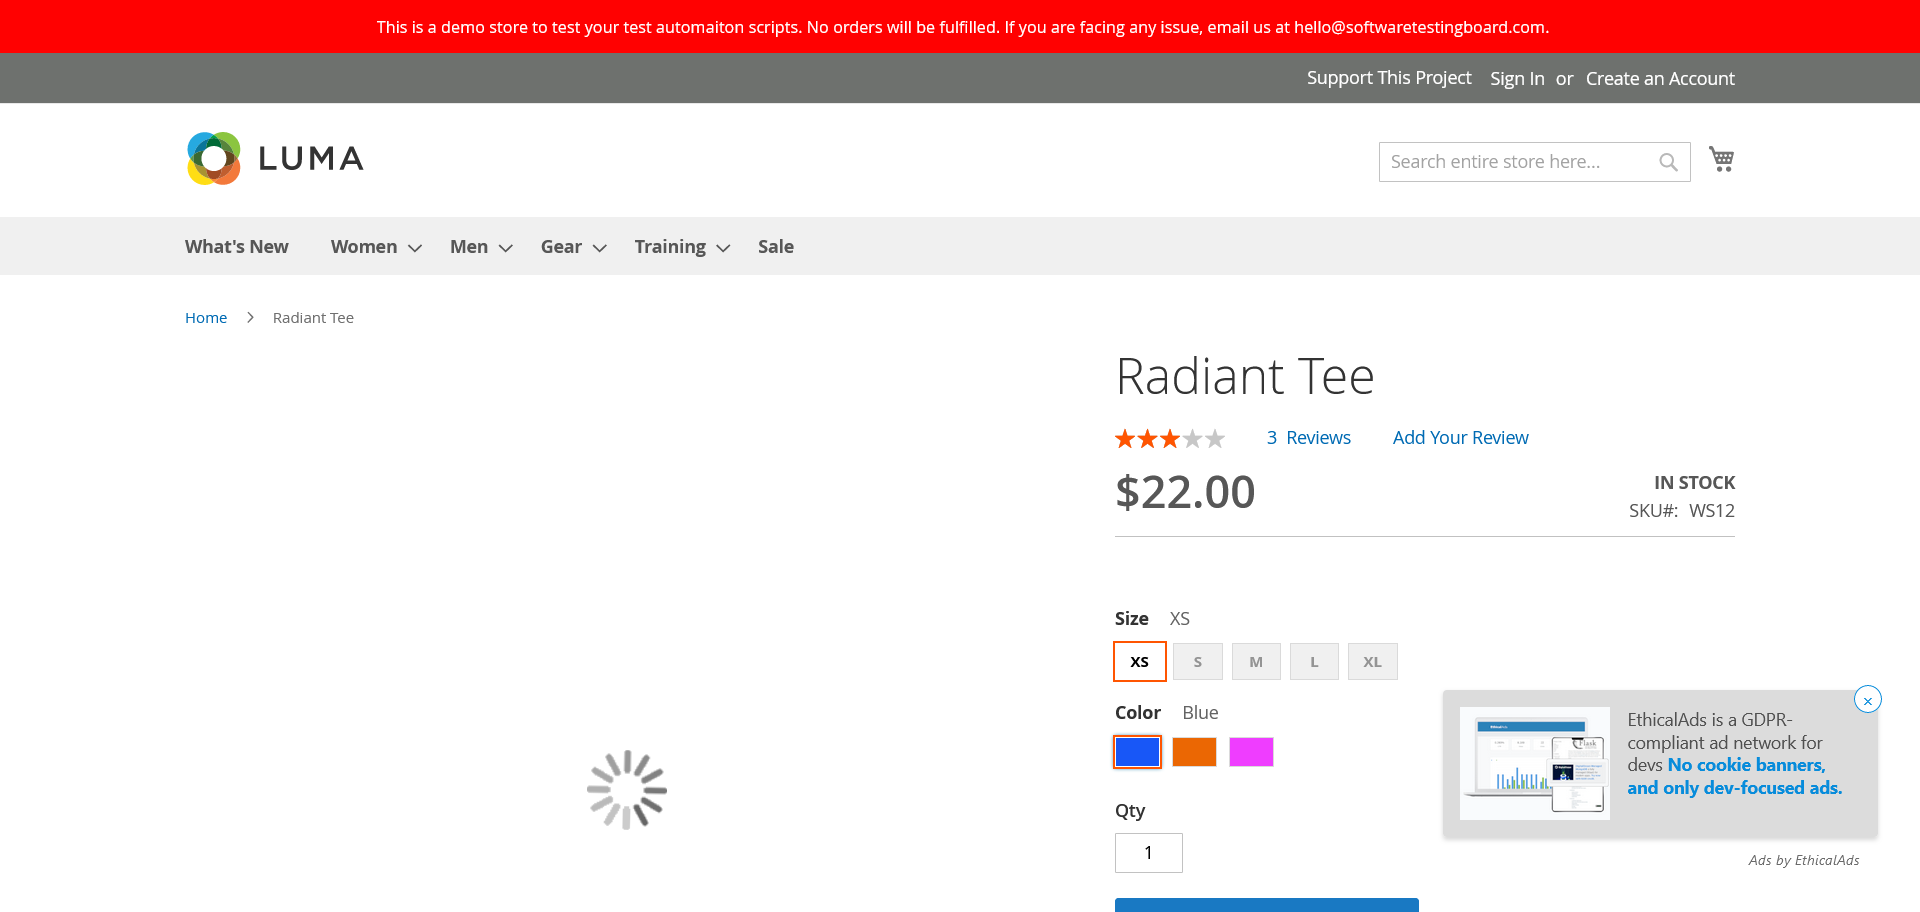 This is a demo store to test your test automaiton scripts. No orders will be fulfilled. If you are facing any issue, email us at hello@softwaretestingboard.com.
Support This Project Sign In or Create an Account
LUMA
Search entire store here...
What's New Women Men Gear Training Sale
Home Radiant Tee
Radiant Tee
3 Reviews Add Your Review
$22.00
IN STOCK
SKU#: WS12
Size XS
XS S M L XL
Color Blue
Qty
1
EthicalAds is a GDPR-
compliant ad network for
devs No cookie banners,
and only dev-focused ads.
Ads by EthicalAds